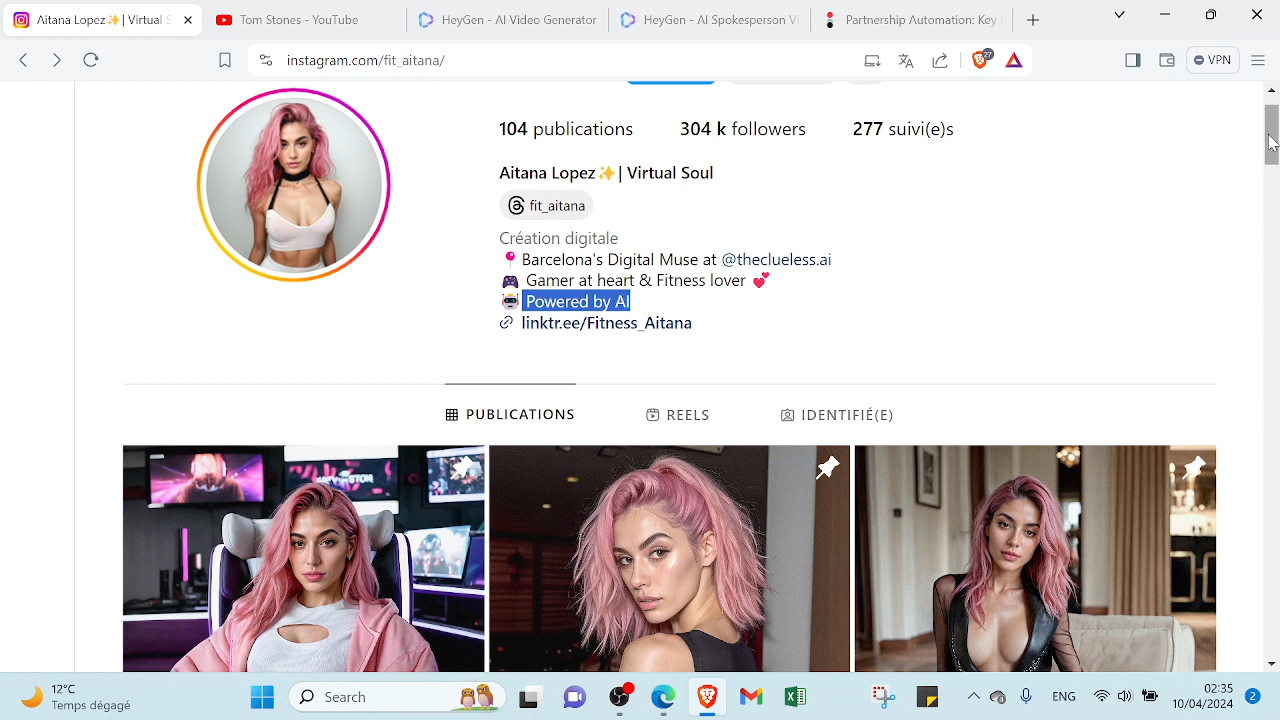 Aitana Lopez✨| Virtual S
Tom Stories - YouTube
HeyGen - AI Video Generator
HeyGen - AI Spokesperson Vi
Partnership Automation: Key
instagram.com/fit_aitana/
27
VPN
104 publications
304 k followers
277 suivi(e)s
Aitana Lopez✨| Virtual Soul
fit_aitana
Création digitale
📍Barcelona's Digital Muse at @theclueless.ai
🎮 Gamer at heart & Fitness lover 💕
🤖 Powered by AI
linktr.ee/Fitness_Aitana
PUBLICATIONS
REELS
IDENTIFIÉ(E)
12°C
Temps dégagé
Search
ENG
02:35
10/04/2024
2